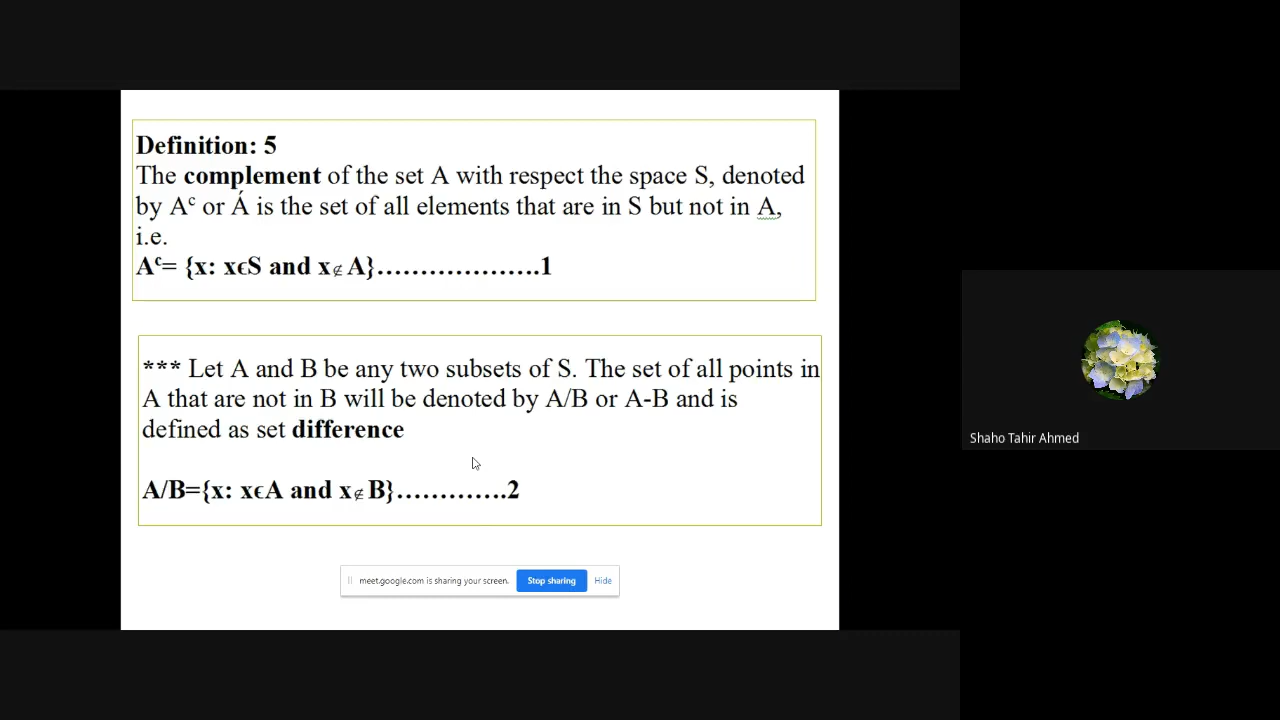 Definition: 5
The complement of the set A with respect the space S, denoted
by Aᶜ or Á is the set of all elements that are in S but not in A,
i.e.
Aᶜ= {x: xϵS and x∉A}....................1
*** Let A and B be any two subsets of S. The set of all points in
A that are not in B will be denoted by A/B or A-B and is
defined as set difference
A/B={x: xϵA and x∉B}.............2
meet.google.com is sharing your screen. Stop sharing Hide
Shaho Tahir Ahmed